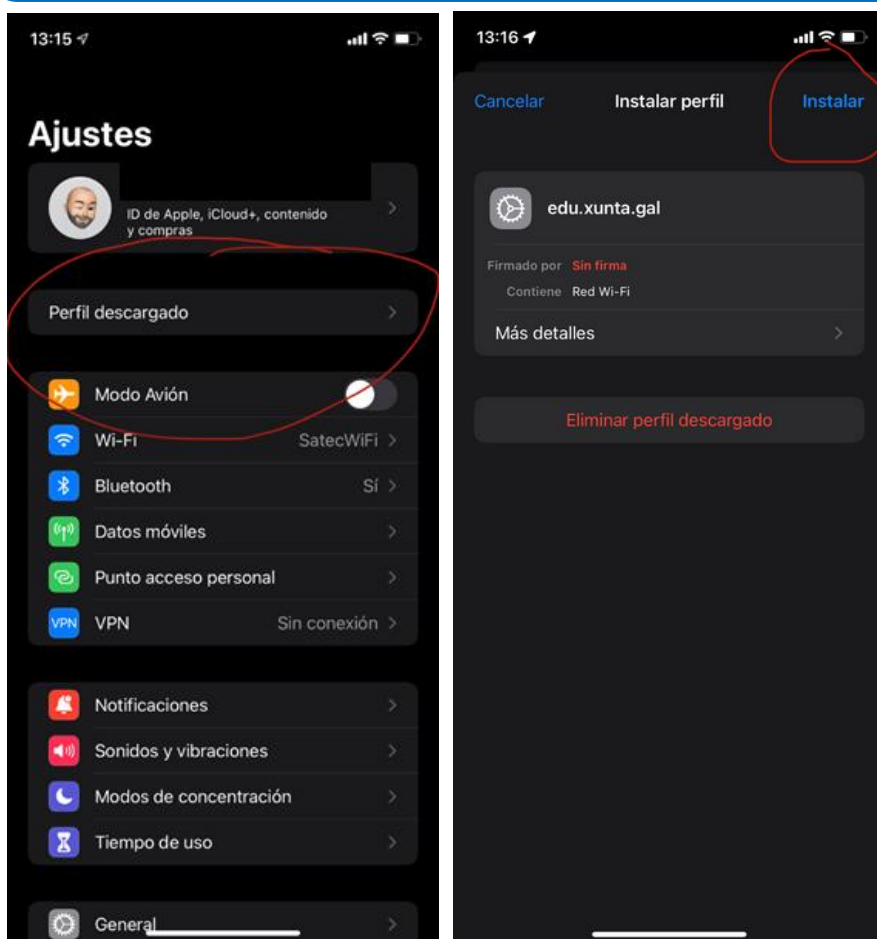 13:15
Ajustes
ID de Apple, iCloud+, contenido
y compras
Perfil descargado
Modo Avión
Wi-Fi SatecWiFi
Bluetooth Sí
Datos móviles
Punto acceso personal
VPN VPN Sin conexión
Notificaciones
Sonidos y vibraciones
Modos de concentración
Tiempo de uso
General
13:16
Cancelar Instalar perfil Instalar
edu.xunta.gal
Firmado por Sin firma
Contiene Red Wi-Fi
Más detalles
Eliminar perfil descargado